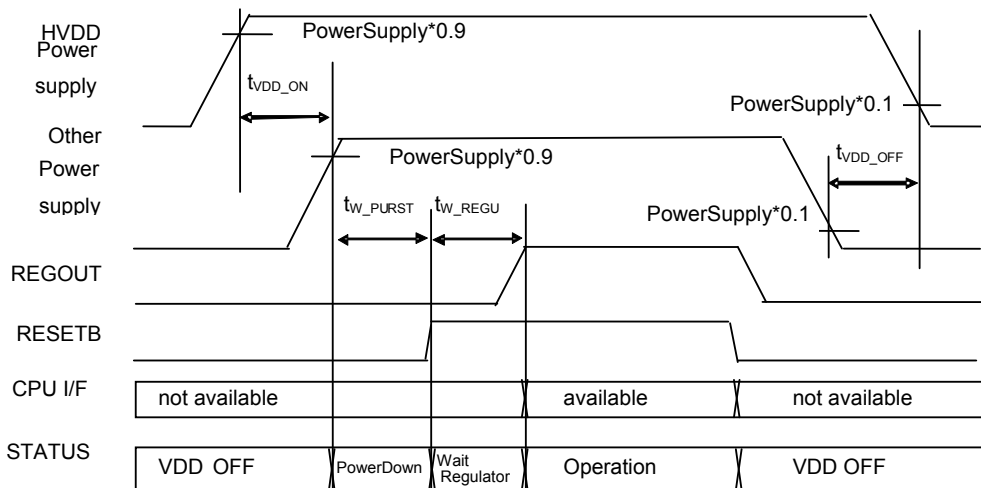 HVDD
Power
supply
PowerSupply*0.9
tVDD_ON
PowerSupply*0.1
Other
Power
supply
PowerSupply*0.9
tVDD_OFF
tW_PURST
tW_REGU
PowerSupply*0.1
REGOUT
RESETB
CPU I/F
not available
available
not available
STATUS
VDD OFF
PowerDown
Wait
Regulator
Operation
VDD OFF